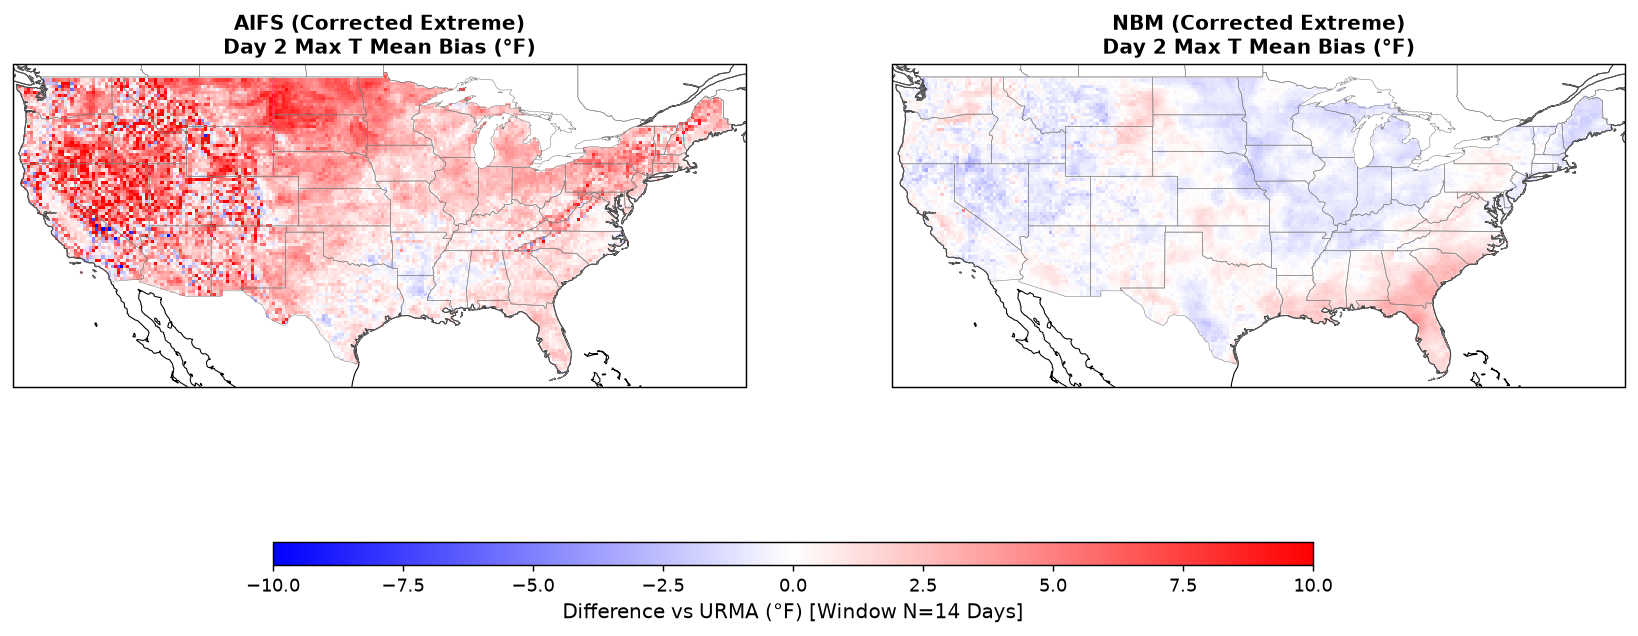 AIFS (Corrected Extreme)
Day 2 Max T Mean Bias (°F)
NBM (Corrected Extreme)
Day 2 Max T Mean Bias (°F)
−10.0 −7.5 −5.0 −2.5 0.0 2.5 5.0 7.5 10.0
Difference vs URMA (°F) [Window N=14 Days]